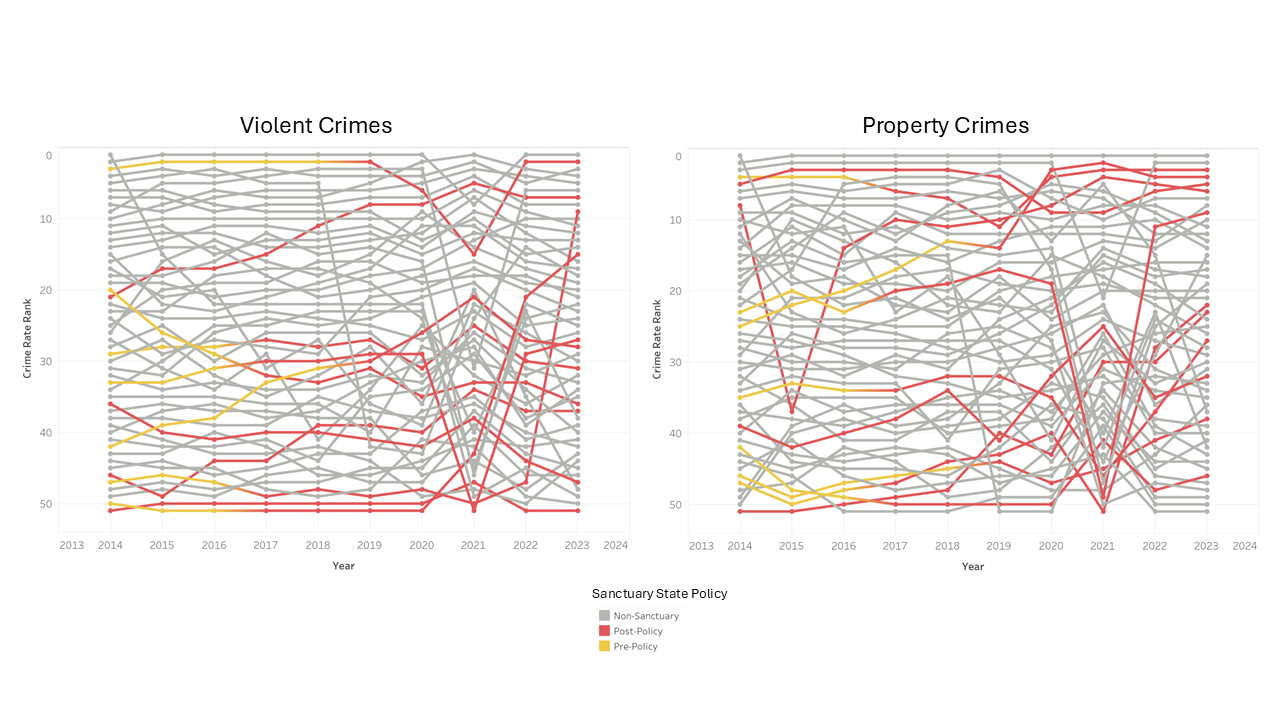 Violent Crimes
Property Crimes
Crime Rate Rank
0
10
20
30
40
50
2013 2014 2015 2016 2017 2018 2019 2020 2021 2022 2023 2024
Year
Crime Rate Rank
0
10
20
30
40
50
2013 2014 2015 2016 2017 2018 2019 2020 2021 2022 2023 2024
Year
Sanctuary State Policy
Non-Sanctuary
Post-Policy
Pre-Policy